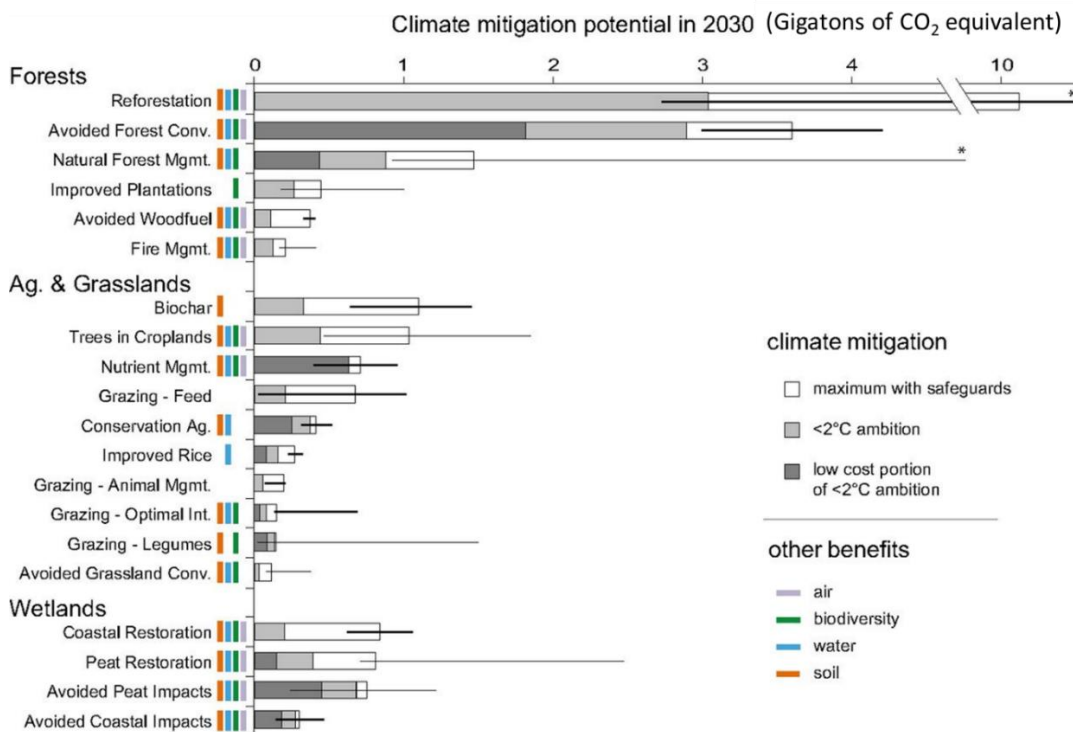 Climate mitigation potential in 2030 (Gigatons of CO₂ equivalent)
0 1 2 3 4 10
Forests
Reforestation *
Avoided Forest Conv.
Natural Forest Mgmt. *
Improved Plantations
Avoided Woodfuel
Fire Mgmt.
Ag. & Grasslands
Biochar
Trees in Croplands
Nutrient Mgmt.
Grazing - Feed
Conservation Ag.
Improved Rice
Grazing - Animal Mgmt.
Grazing - Optimal Int.
Grazing - Legumes
Avoided Grassland Conv.
Wetlands
Coastal Restoration
Peat Restoration
Avoided Peat Impacts
Avoided Coastal Impacts
climate mitigation
maximum with safeguards
<2°C ambition
low cost portion
of <2°C ambition
other benefits
air
biodiversity
water
soil